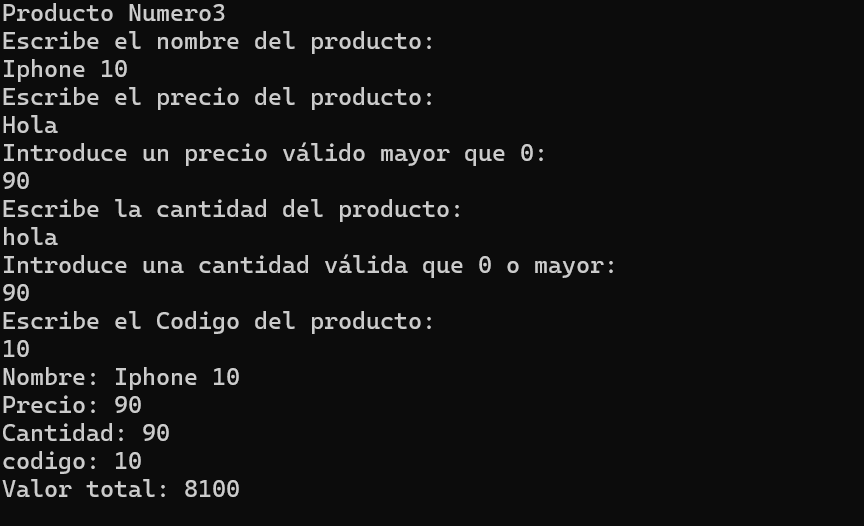 Producto Numero3
Escribe el nombre del producto:
Iphone 10
Escribe el precio del producto:
Hola
Introduce un precio válido mayor que 0:
90
Escribe la cantidad del producto:
hola
Introduce una cantidad válida que 0 o mayor:
90
Escribe el Codigo del producto:
10
Nombre: Iphone 10
Precio: 90
Cantidad: 90
codigo: 10
Valor total: 8100